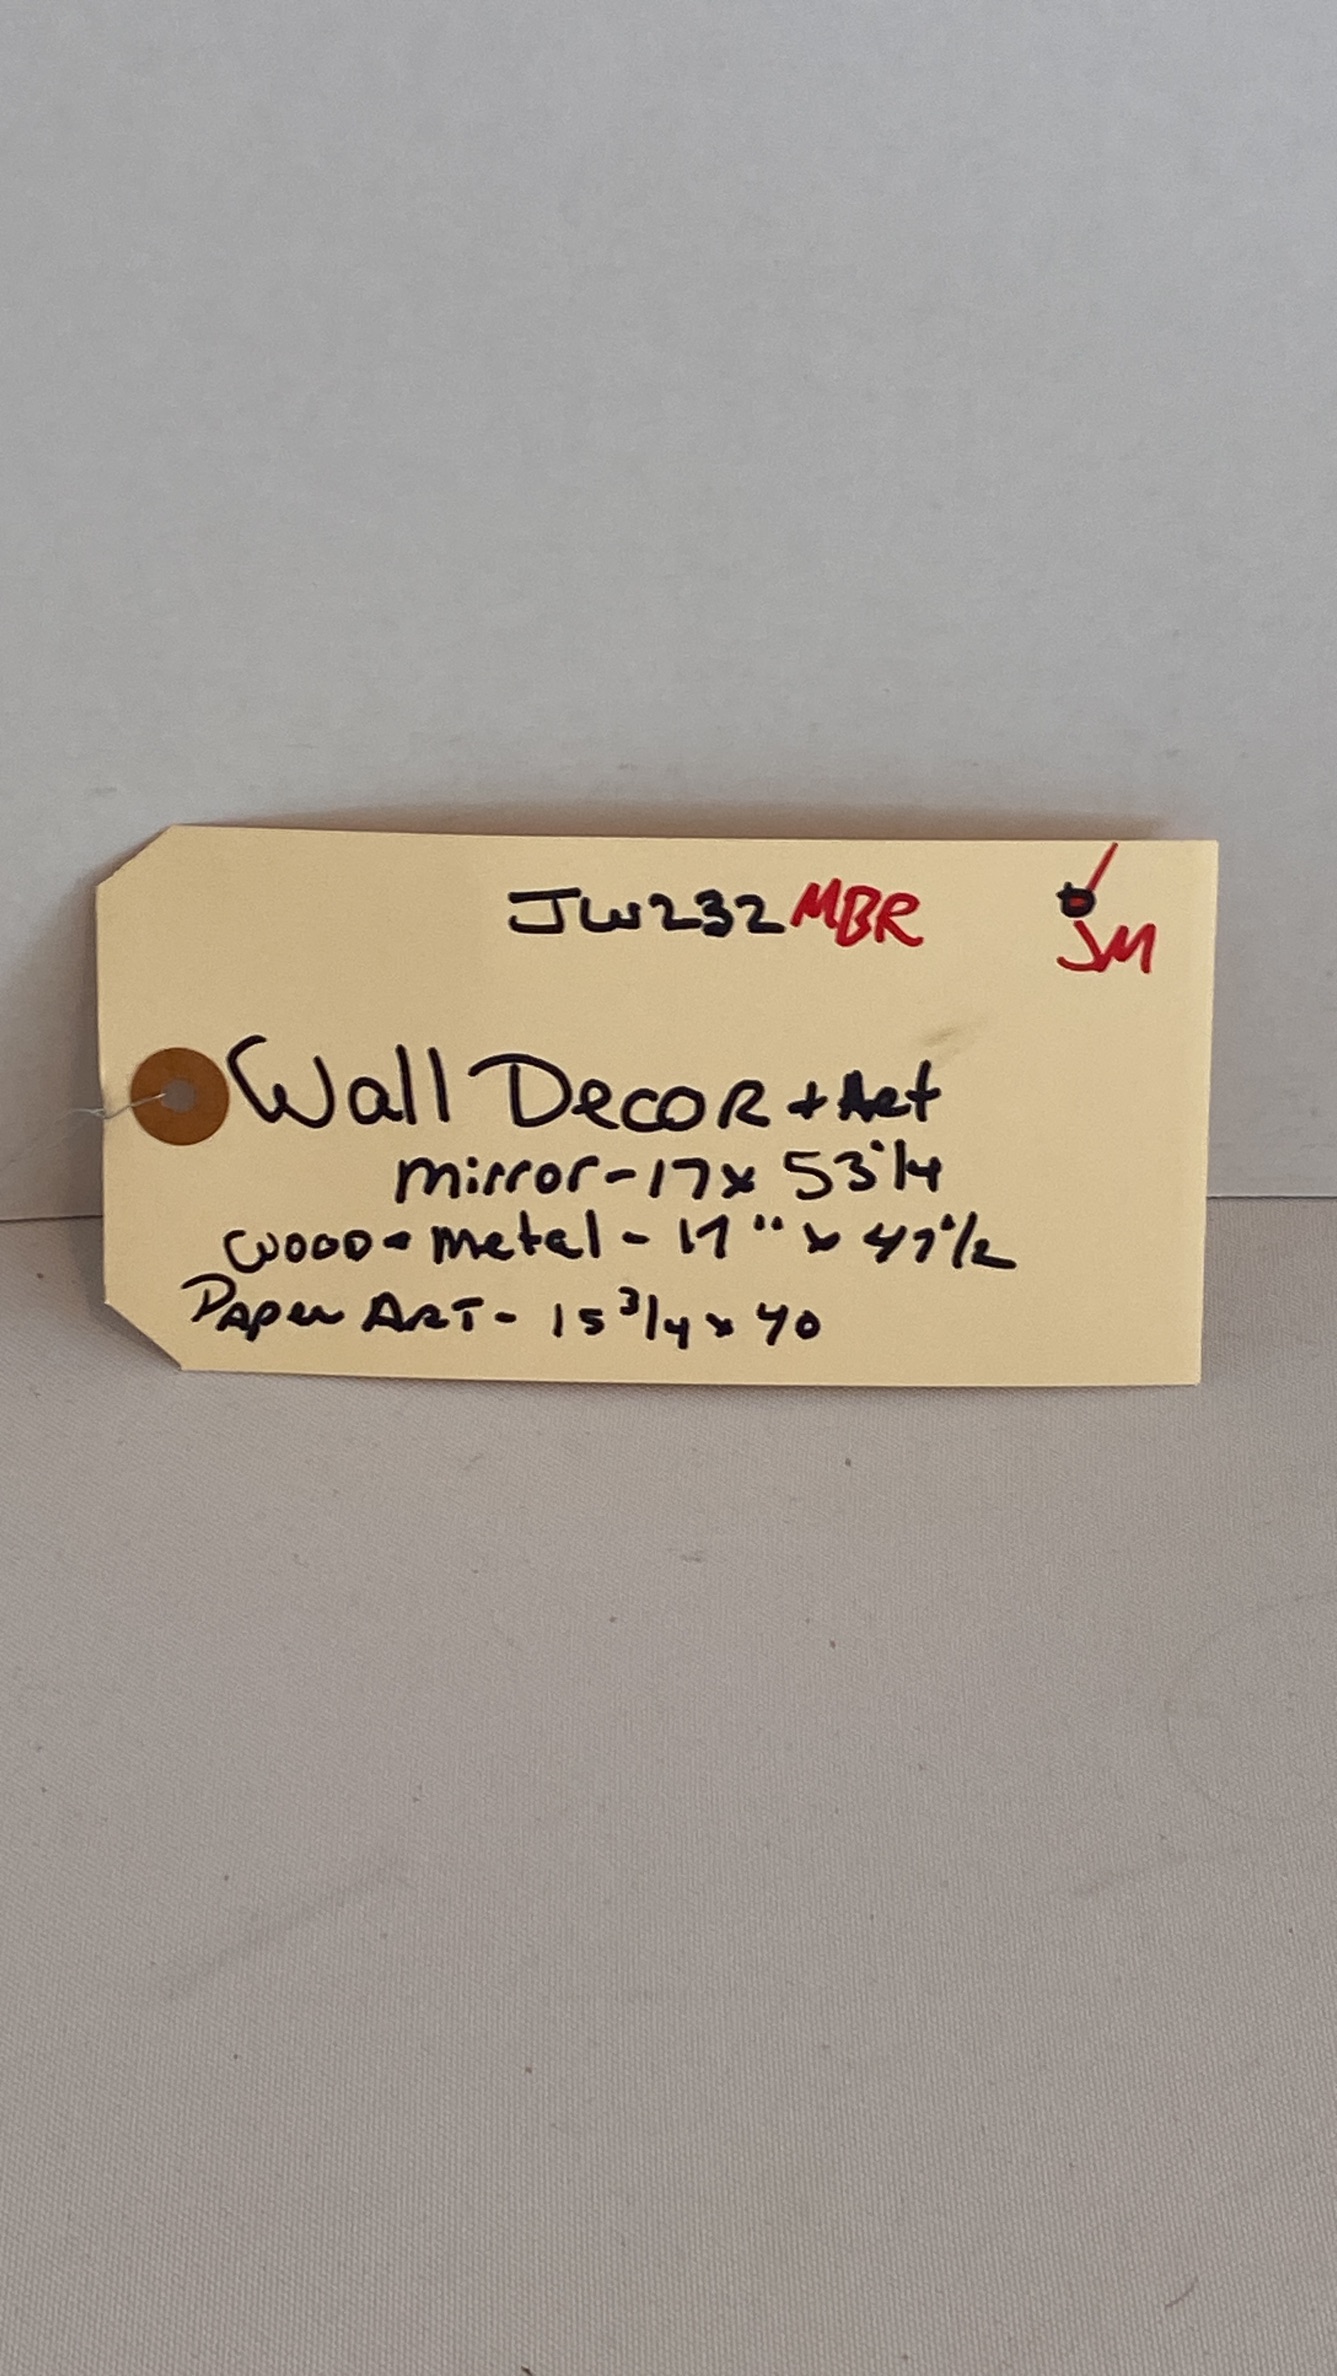 JW232 MBR
JM
Wall Decor + Art
mirror - 17 x 53 1/4
Wood - metal - 17" x 47 1/2
Paper Art - 15 3/4 x 40